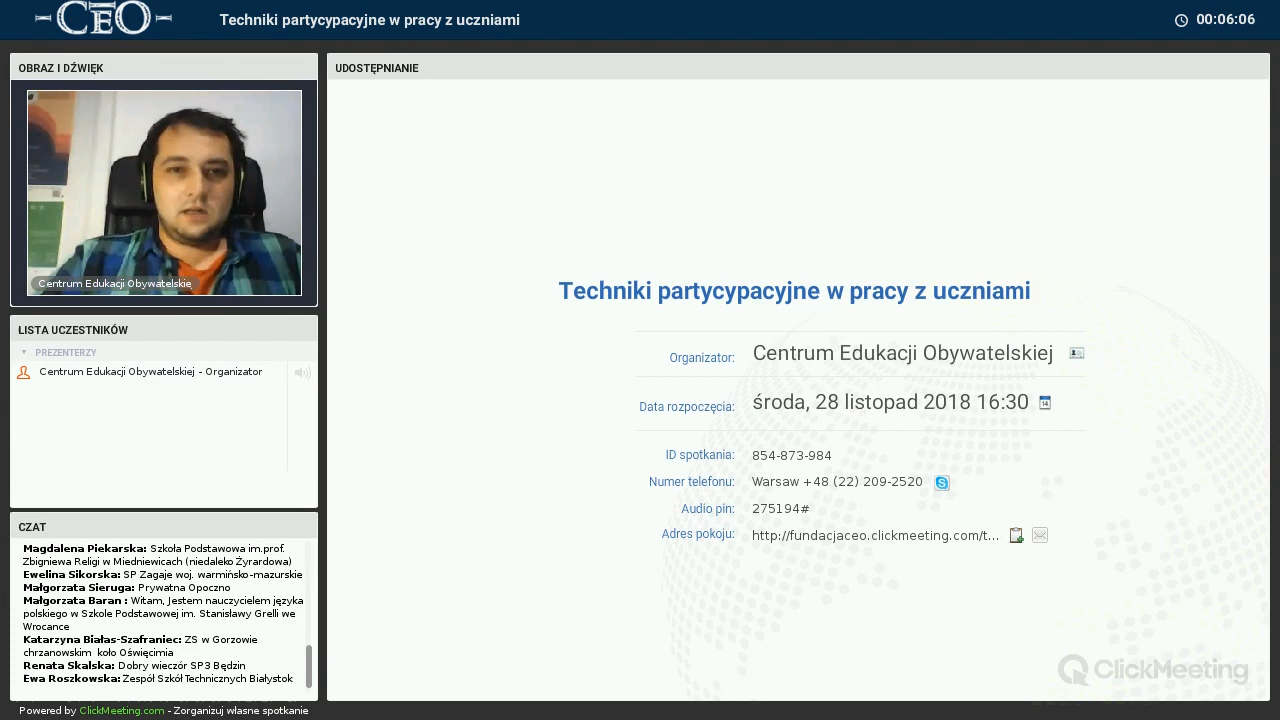 CEO
Techniki partycypacyjne w pracy z uczniami
00:06:06
OBRAZ I DŹWIĘK
Centrum Edukacji Obywatelskie
LISTA UCZESTNIKÓW
PREZENTERZY
Centrum Edukacji Obywatelskiej - Organizator
CZAT
Magdalena Piekarska: Szkoła Podstawowa im.prof.
Zbigniewa Religi w Miedniewicach (niedaleko Żyrardowa)
Ewelina Sikorska: SP Zagaje woj. warmińsko-mazurskie
Małgorzata Sieruga: Prywatna Opoczno
Małgorzata Baran : Witam, Jestem nauczycielem języka
polskiego w Szkole Podstawowej im. Stanisławy Grelli we
Wrocance
Katarzyna Białas-Szafraniec: ZS w Gorzowie
chrzanowskim koło Oświęcimia
Renata Skalska: Dobry wieczór SP3 Będzin
Ewa Roszkowska: Zespół Szkół Technicznych Białystok
Powered by ClickMeeting.com - Zorganizuj własne spotkanie
UDOSTĘPNIANIE
Techniki partycypacyjne w pracy z uczniami
Organizator: Centrum Edukacji Obywatelskiej
Data rozpoczęcia: środa, 28 listopad 2018 16:30
14
ID spotkania: 854-873-984
Numer telefonu: Warsaw +48 (22) 209-2520
Audio pin: 275194#
Adres pokoju: http://fundacjaceo.clickmeeting.com/t...
ClickMeeting